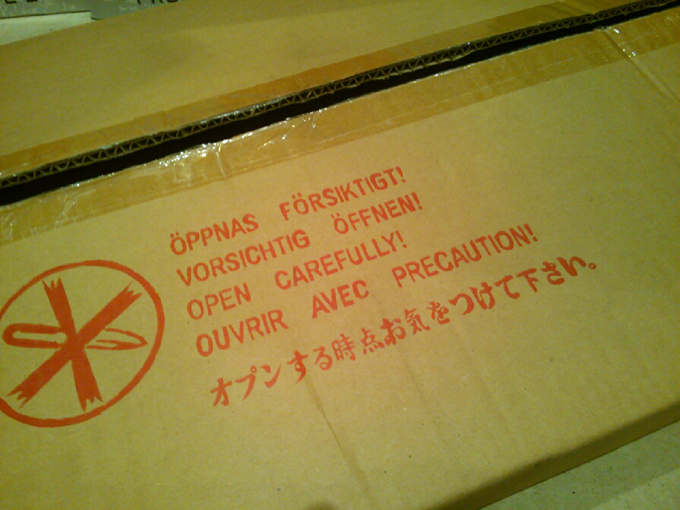 ÖPPNAS FÖRSIKTIGT!
VORSICHTIG ÖFFNEN!
OPEN CAREFULLY!
OUVRIR AVEC PRECAUTION!
オプンする時点お気をつけて下さい。